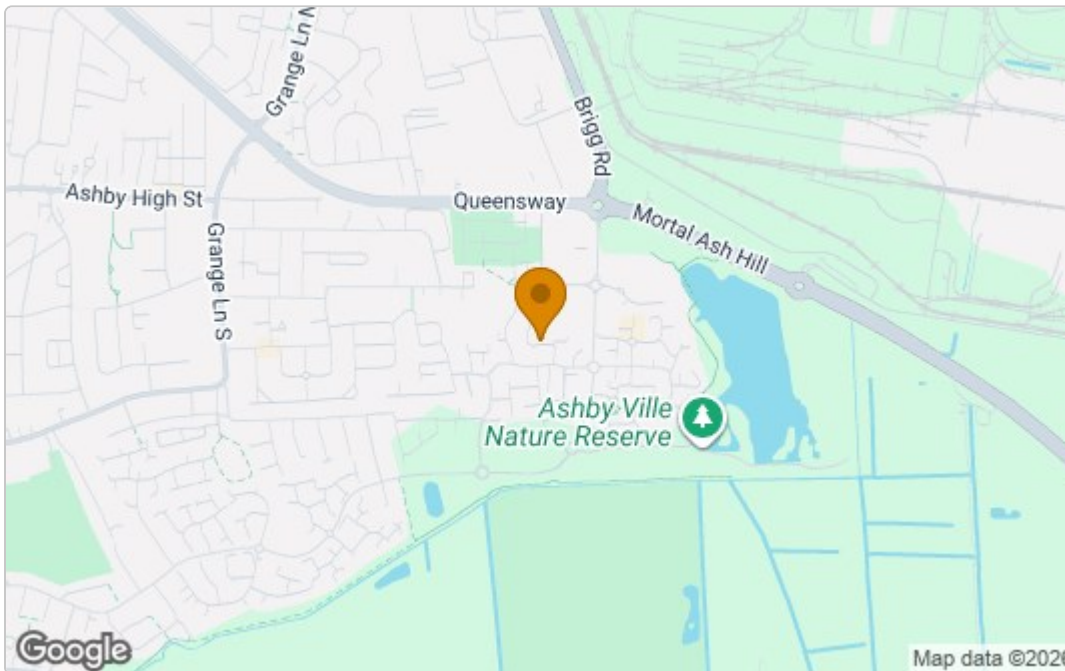 Grange Ln N
Brigg Rd
Ashby High St
Queensway
Mortal Ash Hill
Grange Ln S
Ashby Ville
Nature Reserve
Google
Map data ©2026